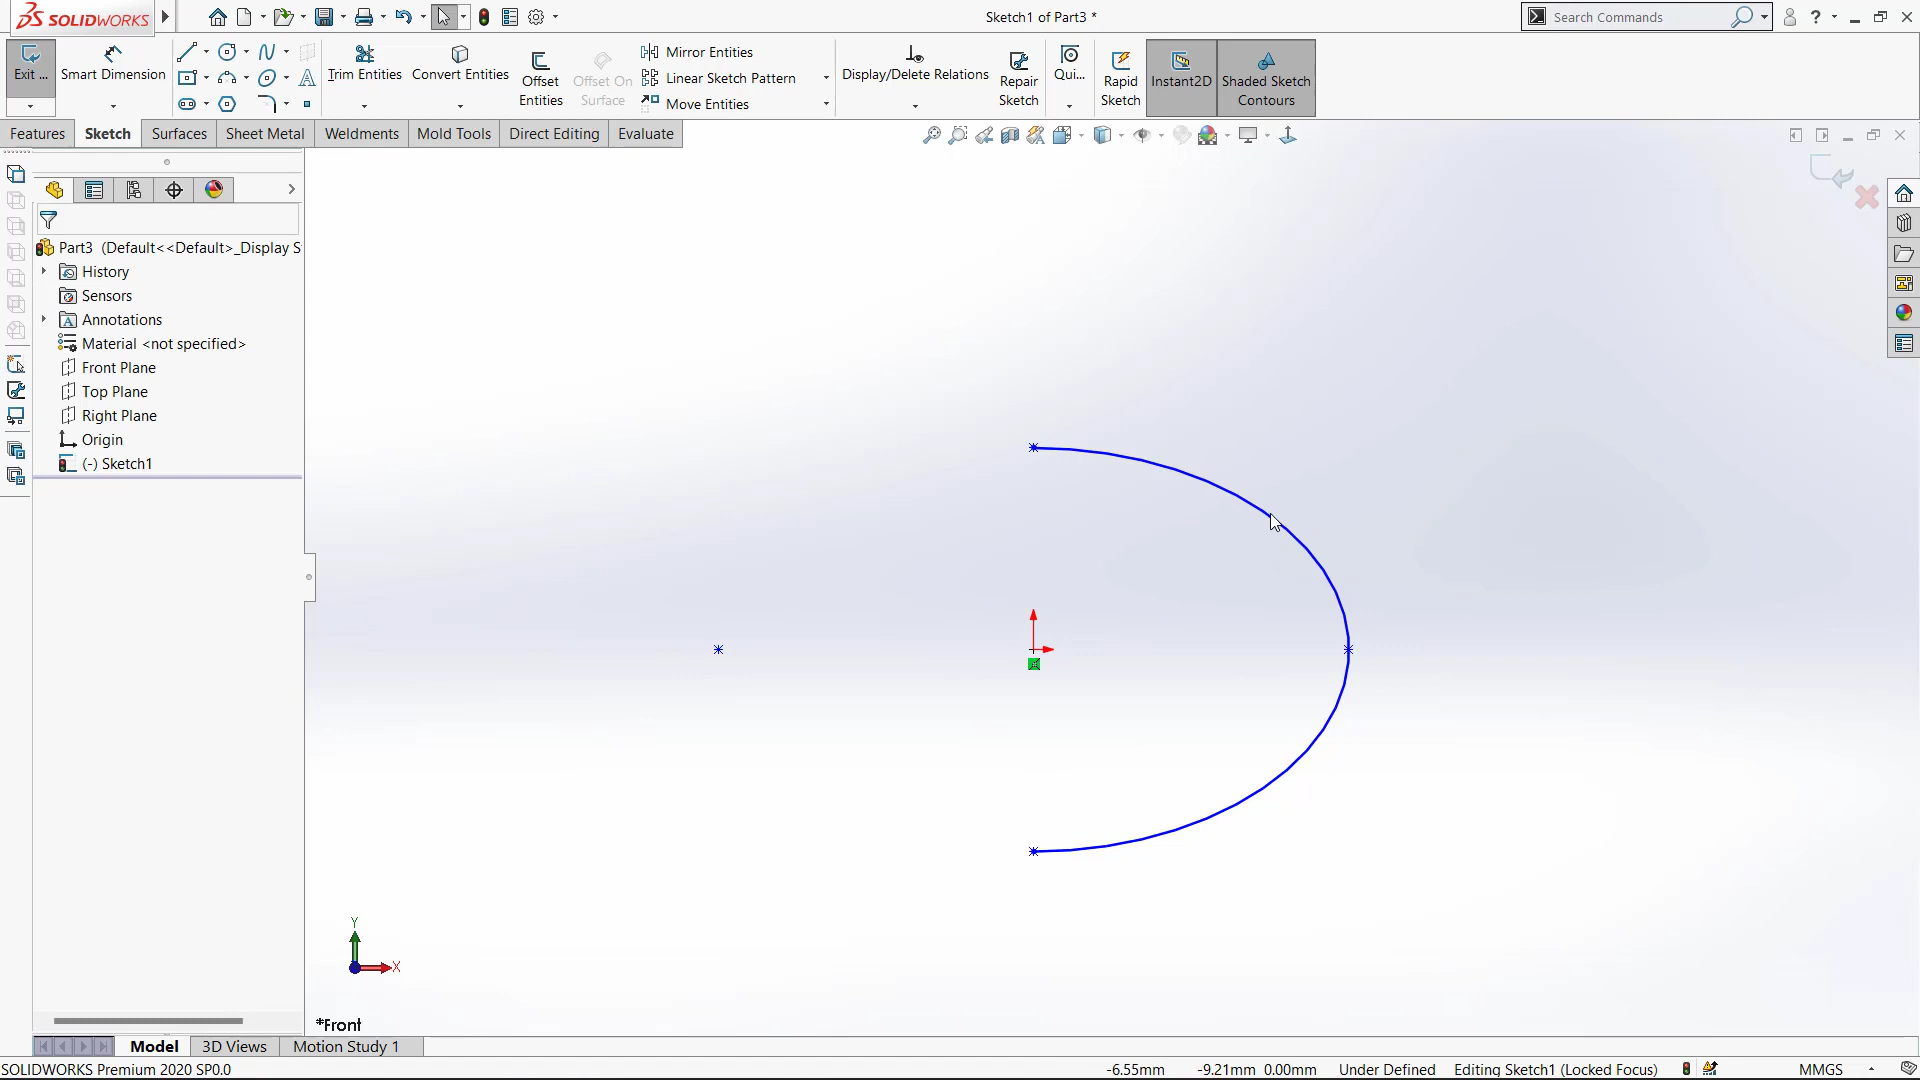 SOLIDWORKS
Sketch1 of Part3 *
Search Commands
Exit ...
Smart Dimension
Trim Entities
Convert Entities
Offset Entities
Offset On Surface
Mirror Entities
Linear Sketch Pattern
Move Entities
Display/Delete Relations
Repair Sketch
Qui...
Rapid Sketch
Instant2D
Shaded Sketch Contours
Features
Sketch
Surfaces
Sheet Metal
Weldments
Mold Tools
Direct Editing
Evaluate
Part3 (Default<<Default>_Display S
History
Sensors
Annotations
Material <not specified>
Front Plane
Top Plane
Right Plane
Origin
(-) Sketch1
Y
X
*Front
Model
3D Views
Motion Study 1
SOLIDWORKS Premium 2020 SP0.0
-6.55mm
-9.21mm 0.00mm
Under Defined
Editing Sketch1 (Locked Focus)
MMGS